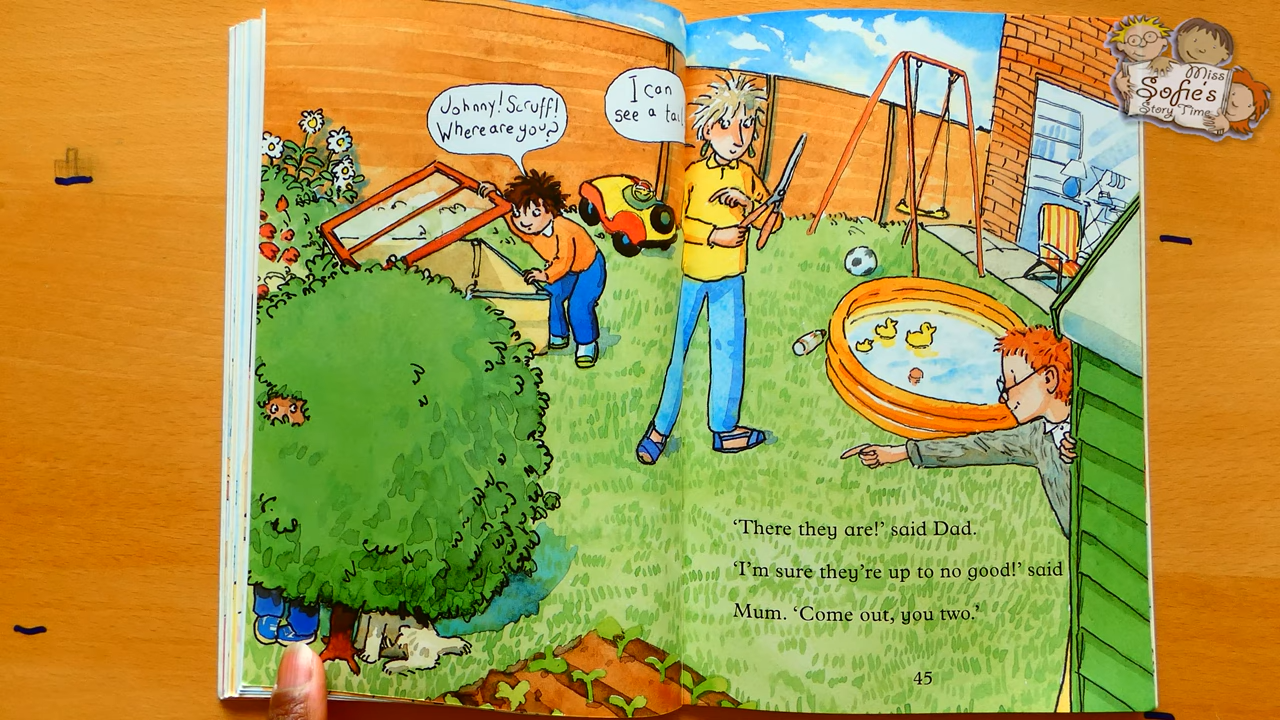 Johnny! Scruff!
Where are you?
I can
see a tail
'There they are!' said Dad.
'I'm sure they're up to no good!' said
Mum. 'Come out, you two.'
45
Miss
Sofie's
Story Time